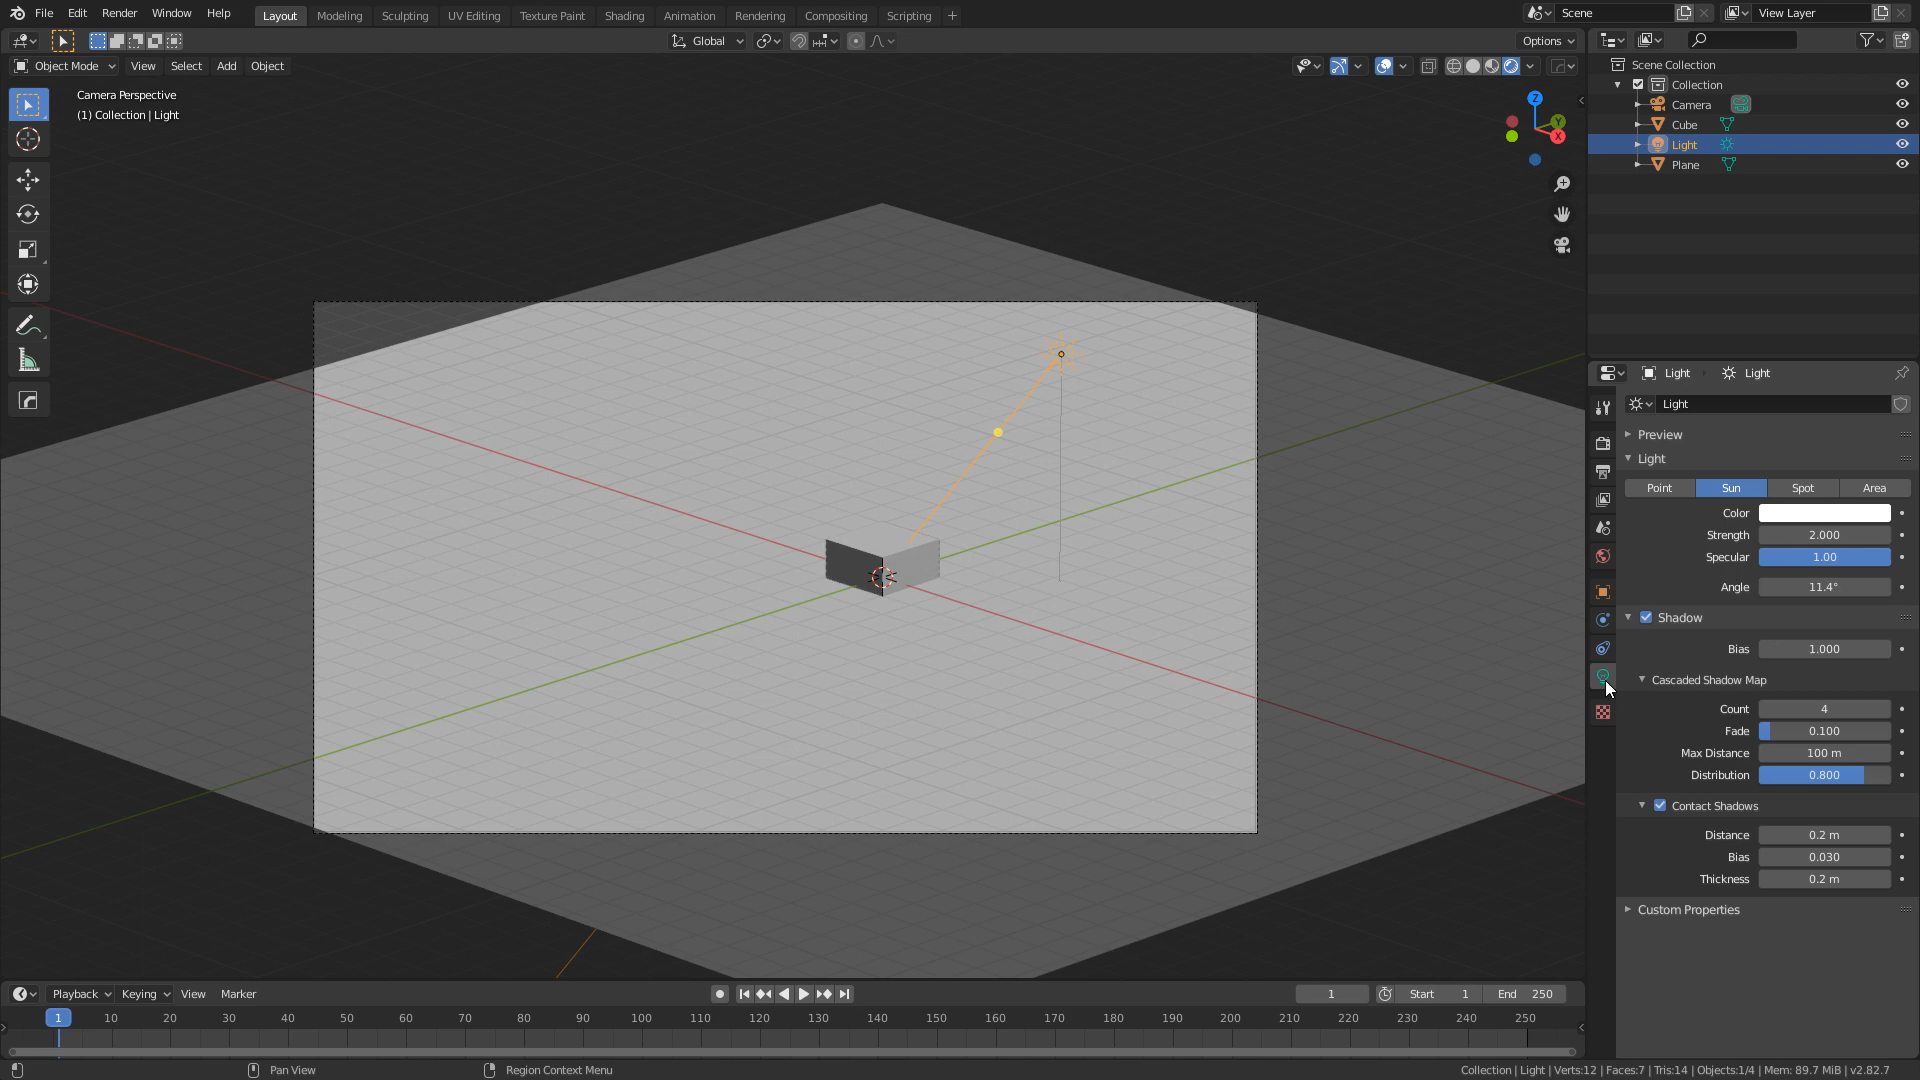 File Edit Render Window Help Layout Modeling Sculpting UV Editing Texture Paint Shading Animation Rendering Compositing Scripting + Scene View Layer
Global Options
Object Mode View Select Add Object
Camera Perspective
(1) Collection | Light
Z
Y
X
Scene Collection
Collection
Camera
Cube
Light
Plane
Light Light
Light
Preview
Light
Point Sun Spot Area
Color
Strength 2.000
Specular 1.00
Angle 11.4°
Shadow
Bias 1.000
Cascaded Shadow Map
Count 4
Fade 0.100
Max Distance 100 m
Distribution 0.800
Contact Shadows
Distance 0.2 m
Bias 0.030
Thickness 0.2 m
Custom Properties
Playback Keying View Marker 1 Start 1 End 250
1 10 20 30 40 50 60 70 80 90 100 110 120 130 140 150 160 170 180 190 200 210 220 230 240 250
Pan View Region Context Menu Collection | Light | Verts:12 | Faces:7 | Tris:14 | Objects:1/4 | Mem: 89.7 MiB | v2.82.7